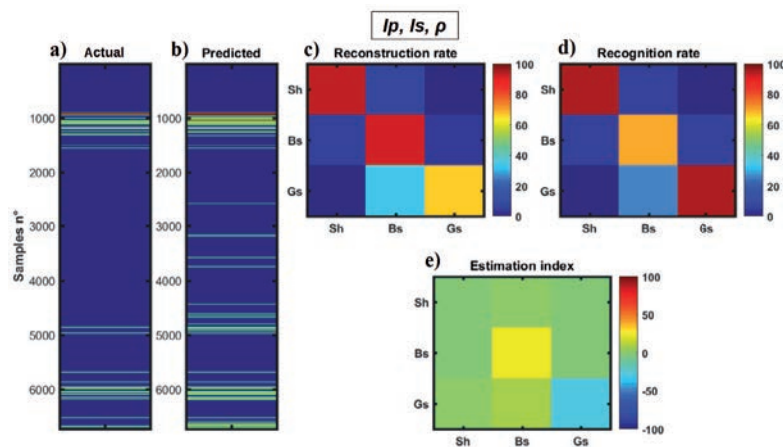 Ip, Is, ρ
a) Actual
b) Predicted
c) Reconstruction rate
d) Recognition rate
Samples n°
1000
2000
3000
4000
5000
6000
1000
2000
3000
4000
5000
6000
Sh
Bs
Gs
Sh Bs Gs
100
80
60
40
20
0
Sh
Bs
Gs
Sh Bs Gs
100
80
60
40
20
0
e) Estimation index
Sh
Bs
Gs
Sh Bs Gs
100
50
0
-50
-100